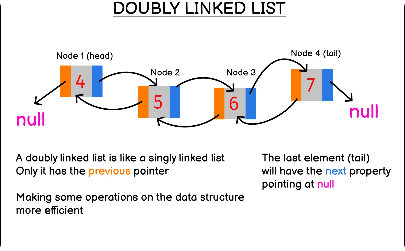 DOUBLY LINKED LIST
Node 1 (head)
Node 2
Node 3
Node 4 (tail)
4
5
6
7
null
null
A doubly linked list is like a singly linked list
Only it has the previous pointer
Making some operations on the data structure
more efficient
The last element (tail)
will have the next property
pointing at null